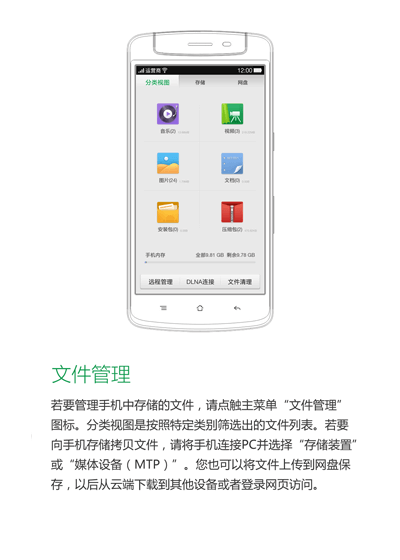 运营商 12:00
分类视图 存储 网盘
音乐(2) 视频(3)
图片(24) 文档(0)
安装包(0) 压缩包(2)
手机内存 全部9.81 GB 剩余9.78 GB
远程管理 DLNA连接 文件清理
文件管理
若要管理手机中存储的文件，请点触主菜单“文件管理”
图标。分类视图是按照特定类别筛选出的文件列表。若要
向手机存储拷贝文件，请将手机连接PC并选择“存储装置”
或“媒体设备（MTP）”。您也可以将文件上传到网盘保
存，以后从云端下载到其他设备或者登录网页访问。